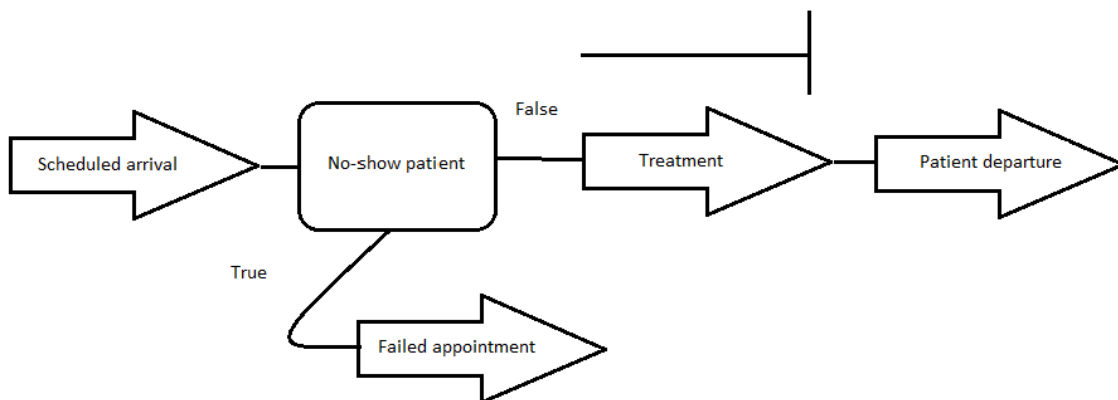 False
Scheduled arrival
No-show patient
Treatment
Patient departure
True
Failed appointment